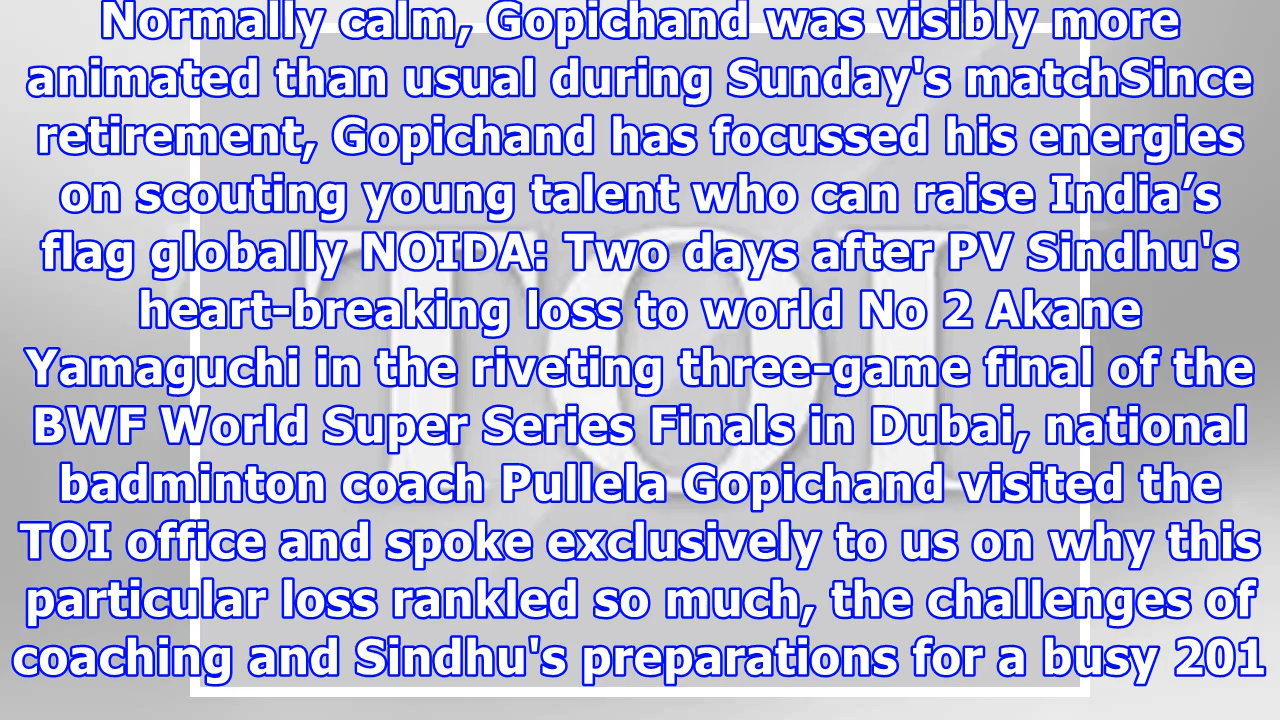 Normally calm, Gopichand was visibly more
animated than usual during Sunday's matchSince
retirement, Gopichand has focussed his energies
on scouting young talent who can raise India’s
flag globally NOIDA: Two days after PV Sindhu's
heart-breaking loss to world No 2 Akane
Yamaguchi in the riveting three-game final of the
BWF World Super Series Finals in Dubai, national
badminton coach Pullela Gopichand visited the
TOI office and spoke exclusively to us on why this
particular loss rankled so much, the challenges of
coaching and Sindhu's preparations for a busy 201
TOI